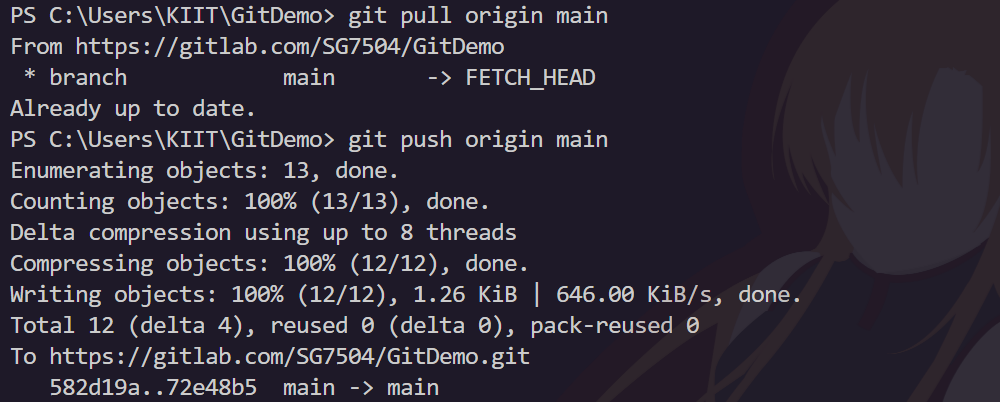 PS C:\Users\KIIT\GitDemo> git pull origin main
From https://gitlab.com/SG7504/GitDemo
 * branch            main       -> FETCH_HEAD
Already up to date.
PS C:\Users\KIIT\GitDemo> git push origin main
Enumerating objects: 13, done.
Counting objects: 100% (13/13), done.
Delta compression using up to 8 threads
Compressing objects: 100% (12/12), done.
Writing objects: 100% (12/12), 1.26 KiB | 646.00 KiB/s, done.
Total 12 (delta 4), reused 0 (delta 0), pack-reused 0
To https://gitlab.com/SG7504/GitDemo.git
   582d19a..72e48b5  main -> main